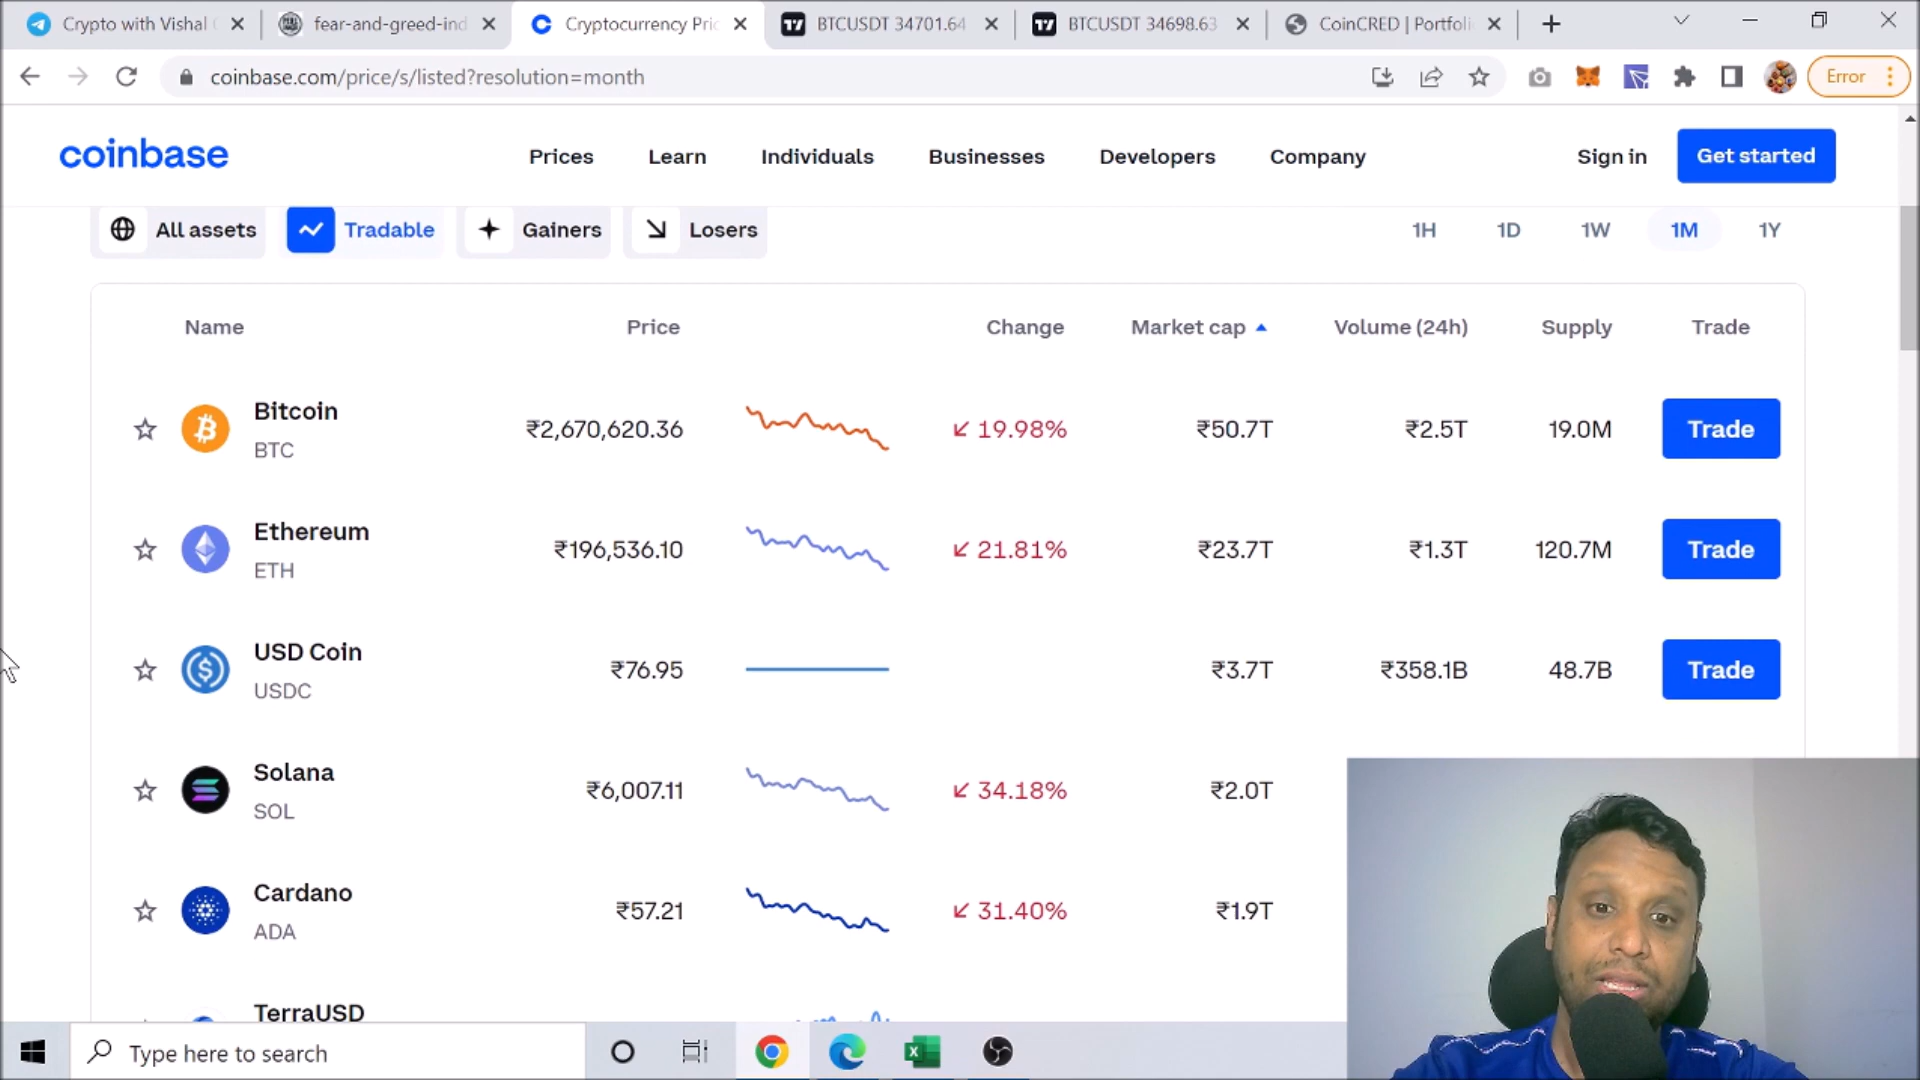 Crypto with Vishal
fear-and-greed-ind
Cryptocurrency Pric
BTCUSDT 34701.64
BTCUSDT 34698.63
CoinCRED | Portfoli
coinbase.com/price/s/listed?resolution=month
Error
coinbase
Prices
Learn
Individuals
Businesses
Developers
Company
Sign in
Get started
All assets
Tradable
Gainers
Losers
1H
1D
1W
1M
1Y
Name
Price
Change
Market cap
Volume (24h)
Supply
Trade
Bitcoin
BTC
₹2,670,620.36
19.98%
₹50.7T
₹2.5T
19.0M
Trade
Ethereum
ETH
₹196,536.10
21.81%
₹23.7T
₹1.3T
120.7M
Trade
USD Coin
USDC
₹76.95
₹3.7T
₹358.1B
48.7B
Trade
Solana
SOL
₹6,007.11
34.18%
₹2.0T
Cardano
ADA
₹57.21
31.40%
₹1.9T
TerraUSD
Type here to search